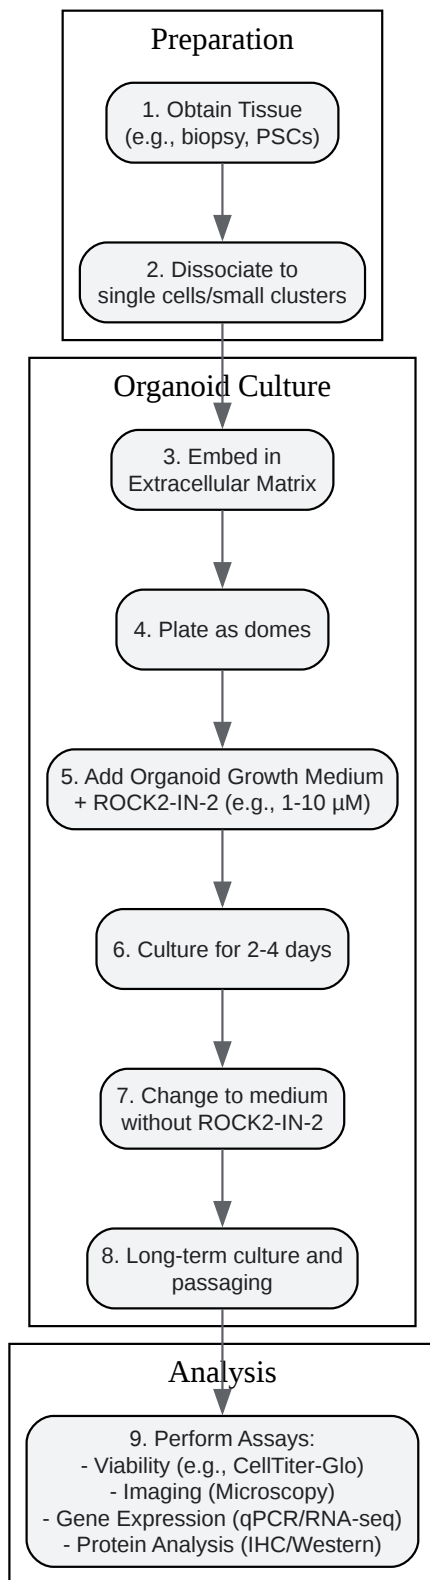 Preparation
1. Obtain Tissue
(e.g., biopsy, PSCs)
2. Dissociate to
single cells/small clusters
Organoid Culture
3. Embed in
Extracellular Matrix
4. Plate as domes
5. Add Organoid Growth Medium
+ ROCK2-IN-2 (e.g., 1-10 µM)
6. Culture for 2-4 days
7. Change to medium
without ROCK2-IN-2
8. Long-term culture and
passaging
Analysis
9. Perform Assays:
- Viability (e.g., CellTiter-Glo)
- Imaging (Microscopy)
- Gene Expression (qPCR/RNA-seq)
- Protein Analysis (IHC/Western)